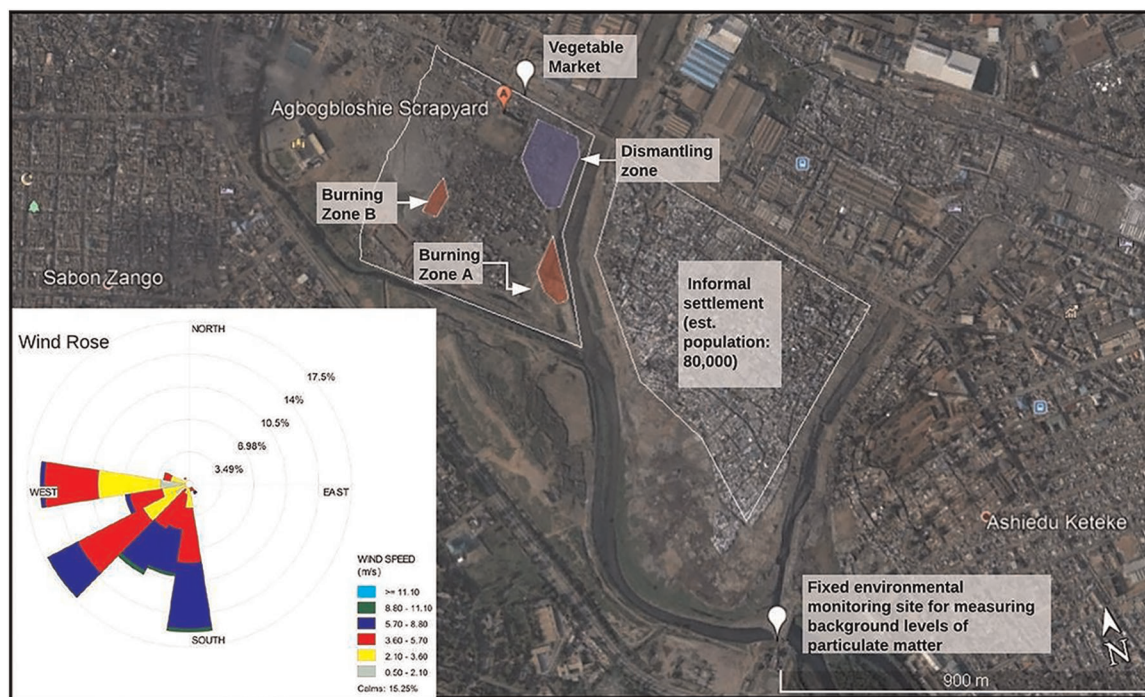 Vegetable
Market
Agbogbloshie Scrapyard
A
Dismantling
zone
Burning
Zone B
Burning
Zone A
Sabon Zango
Informal
settlement
(est.
population:
80,000)
Wind Rose
NORTH
17.5%
14%
10.5%
6.98%
3.49%
WEST
EAST
SOUTH
WIND SPEED
(m/s)
>= 11.10
8.80 - 11.10
5.70 - 8.80
3.60 - 5.70
2.10 - 3.60
0.50 - 2.10
Calms: 15.25%
Ashiedu Keteke
Fixed environmental
monitoring site for measuring
background levels of
particulate matter
N
900 m